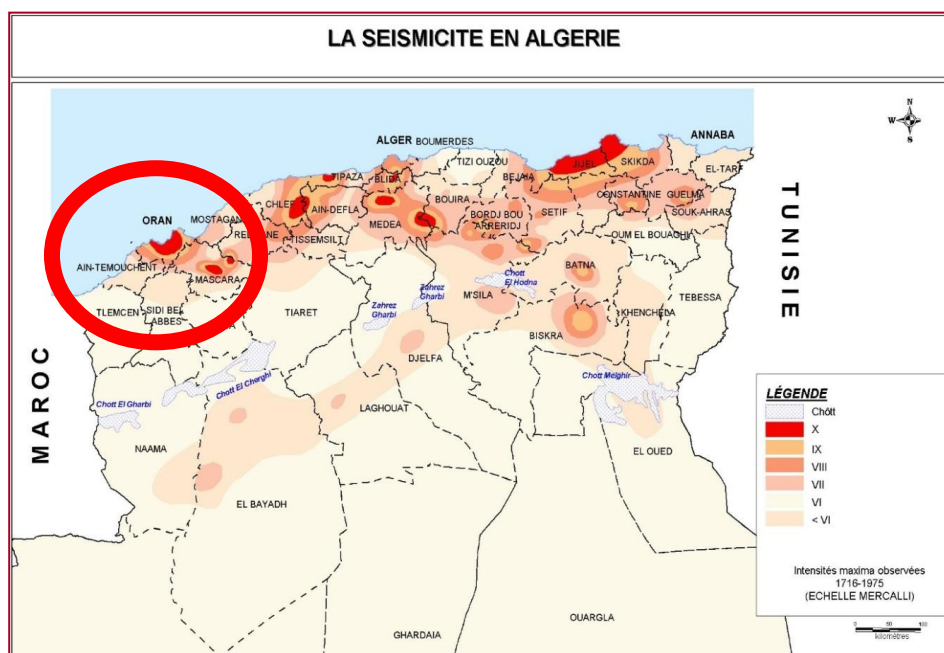 LA SEISMICITE EN ALGERIE
N
W
S
ALGER
BOUMERDES
ANNABA
TIZI OUZOU
JIJEL
SKIKDA
EL-TARF
TIPAZA
BLIDA
BEJAIA
CONSTANTINE
GUELMA
ORAN
MOSTAGAN
CHLEF
AIN-DEFLA
BOUIRA
SETIF
SOUK-AHRAS
MEDEA
BORDJ BOU
ARRERIDJ
TISSEMSILT
OUM EL BOUAGHI
AIN-TEMOUCHENT
MASCARA
Chott
El Hodna
BATNA
TLEMCEN
SIDI BEL
ABBES
TIARET
Zahrez
Gharbi
Zahrez
Gharbi
M'SILA
KHENCHELA
TEBESSA
BISKRA
DJELFA
Chott El Gharbi
Chott El Cherghi
LAGHOUAT
Chott Melghir
NAAMA
EL OUED
EL BAYADH
OUARGLA
GHARDAIA
MAROC
TUNISIE
LÉGENDE
Chôtt
X
IX
VIII
VII
VI
< VI
Intensités maxima observées
1716-1975
(ECHELLE MERCALLI)
0 50 100
kilomètres